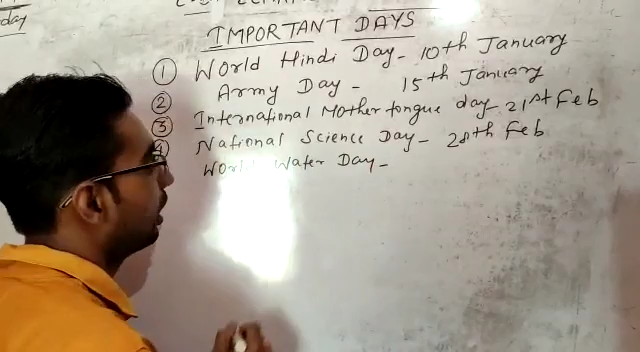 day
IMPORTANT DAYS
① World Hindi Day - 10th January
② Army Day - 15th January
③ International Mother tongue day - 21st Feb
④ National Science Day - 28th Feb
World Water Day -